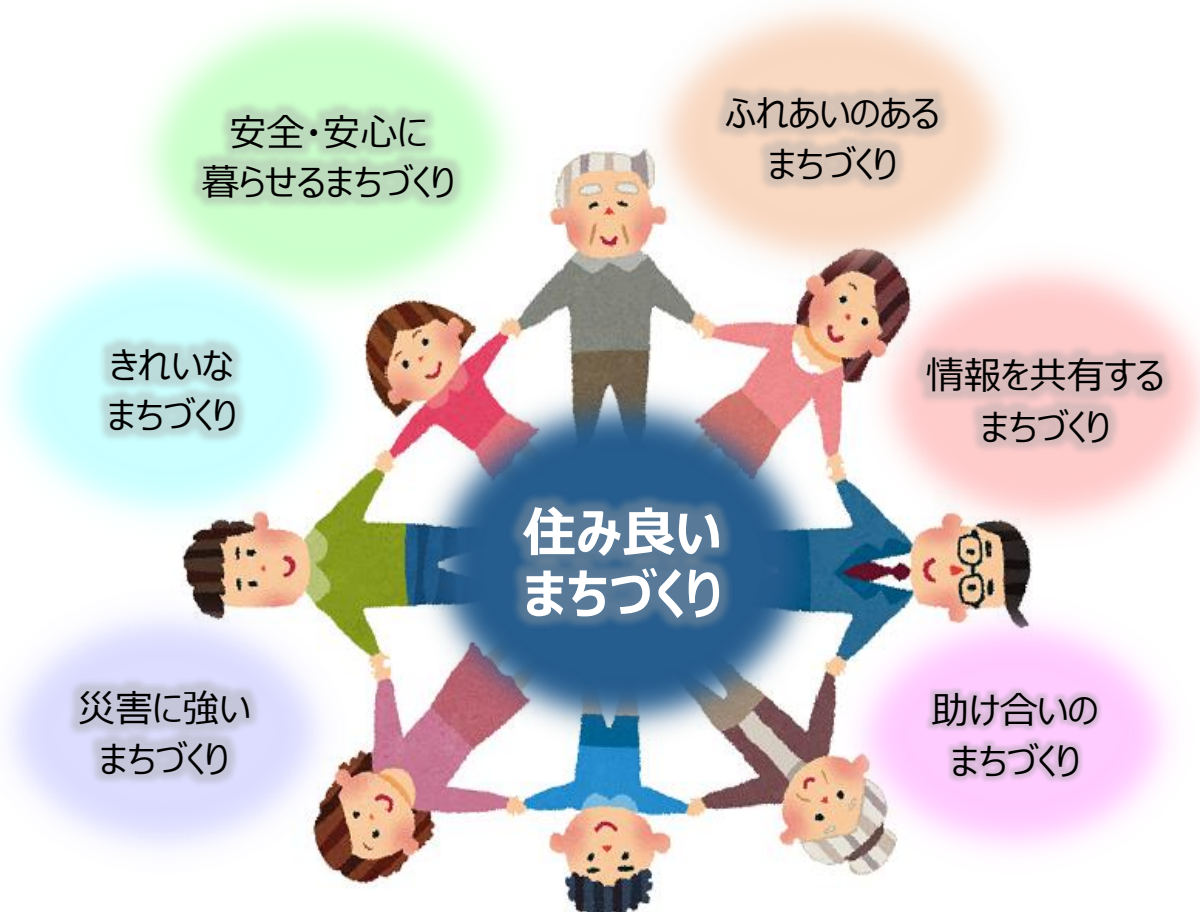 安全・安心に
暮らせるまちづくり
ふれあいのある
まちづくり
きれいな
まちづくり
情報を共有する
まちづくり
住み良い
まちづくり
災害に強い
まちづくり
助け合いの
まちづくり